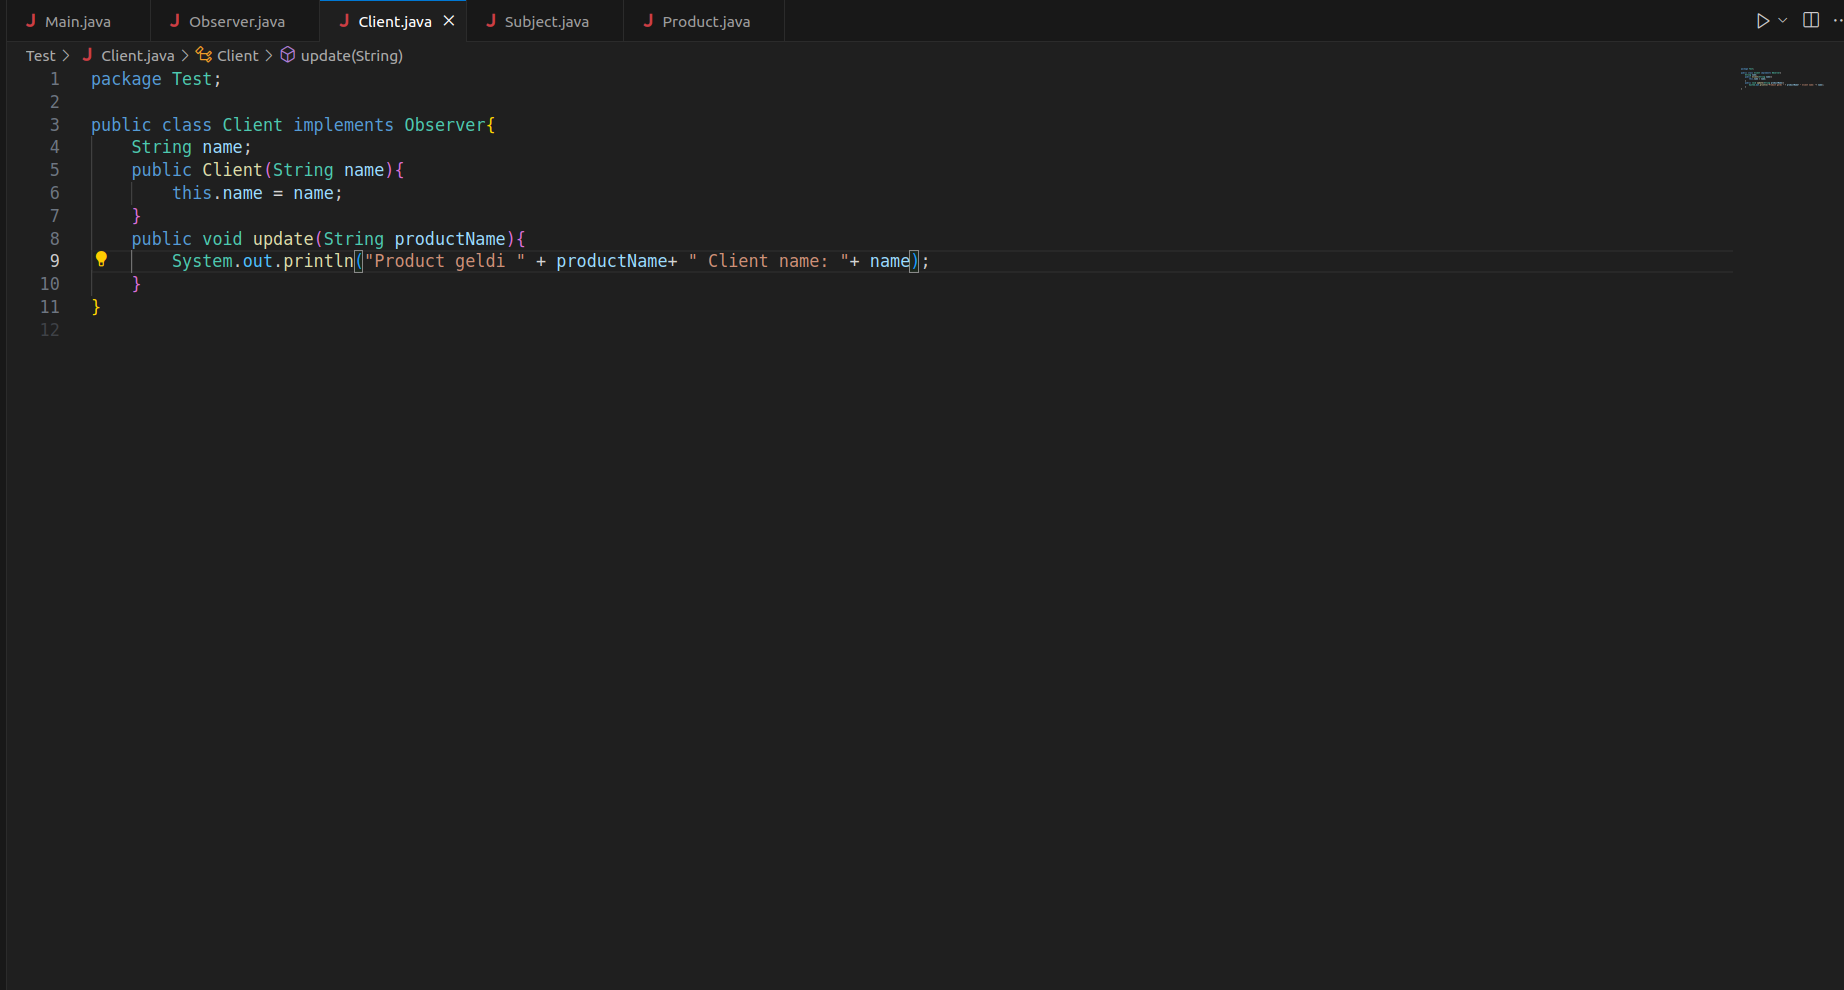 Main.java Observer.java Client.java Subject.java Product.java
Test > Client.java > Client > update(String)
1 package Test;
2
3 public class Client implements Observer{
4 String name;
5 public Client(String name){
6 this.name = name;
7 }
8 public void update(String productName){
9 System.out.println("Product geldi " + productName+ " Client name: "+ name);
10 }
11 }
12